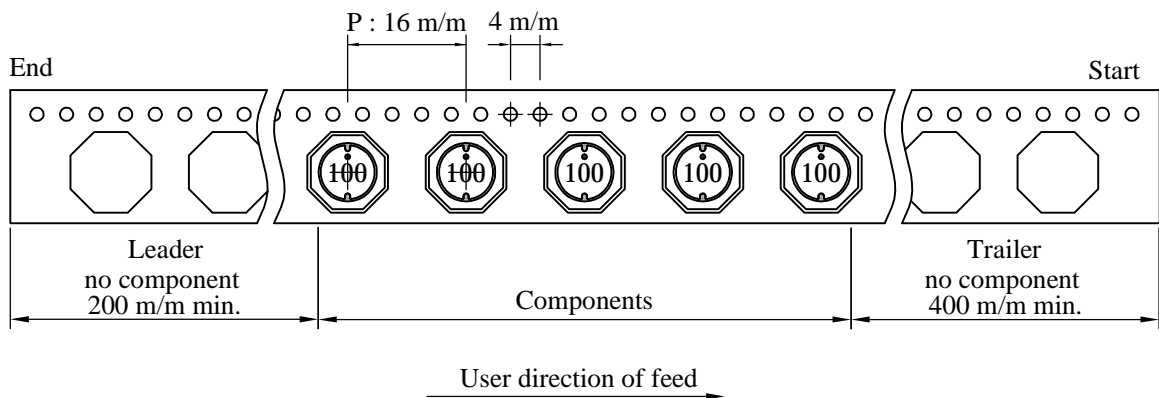 P : 16 m/m
4 m/m
End
Start
100
100
100
100
100
Leader
no component
200 m/m min.
Components
Trailer
no component
400 m/m min.
User direction of feed